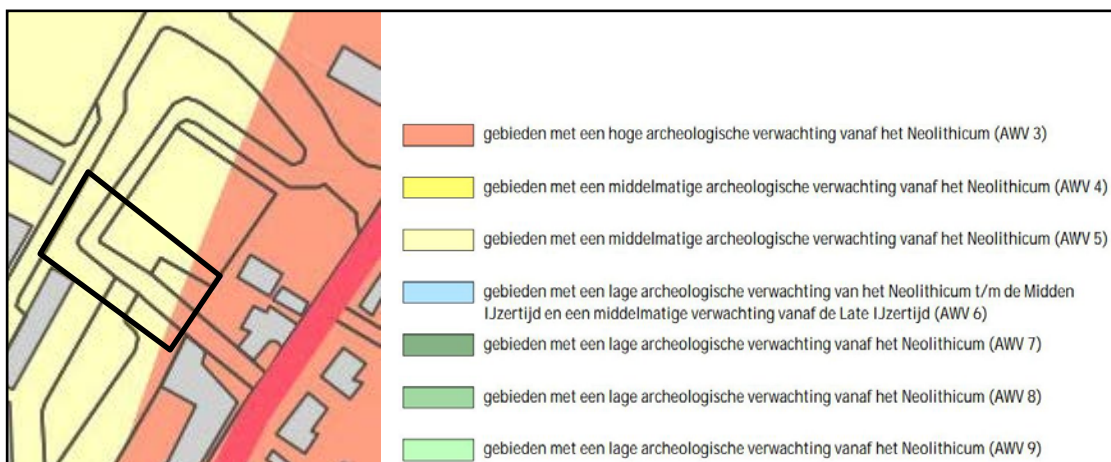 gebieden met een hoge archeologische verwachting vanaf het Neolithicum (AWV 3)
gebieden met een middelmatige archeologische verwachting vanaf het Neolithicum (AWV 4)
gebieden met een middelmatige archeologische verwachting vanaf het Neolithicum (AWV 5)
gebieden met een lage archeologische verwachting van het Neolithicum t/m de Midden
IJzertijd en een middelmatige verwachting vanaf de Late IJzertijd (AWV 6)
gebieden met een lage archeologische verwachting vanaf het Neolithicum (AWV 7)
gebieden met een lage archeologische verwachting vanaf het Neolithicum (AWV 8)
gebieden met een lage archeologische verwachting vanaf het Neolithicum (AWV 9)